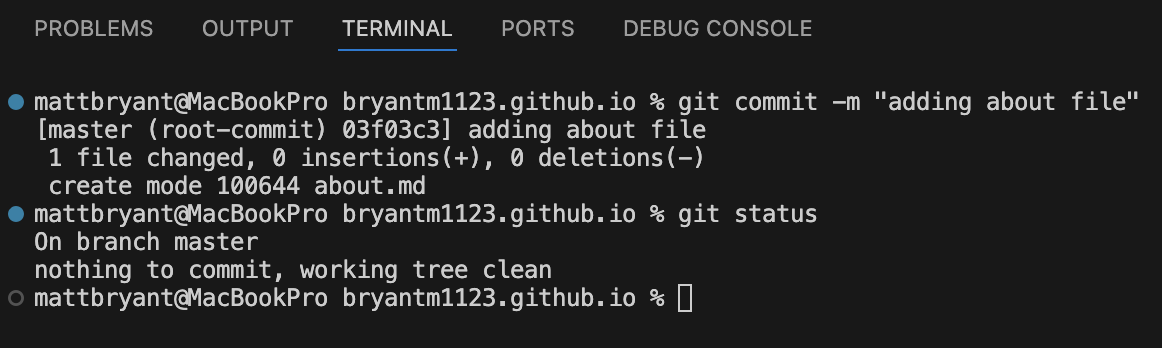 PROBLEMS OUTPUT TERMINAL PORTS DEBUG CONSOLE
mattbryant@MacBookPro bryantm1123.github.io % git commit -m "adding about file"
[master (root-commit) 03f03c3] adding about file
 1 file changed, 0 insertions(+), 0 deletions(-)
 create mode 100644 about.md
mattbryant@MacBookPro bryantm1123.github.io % git status
On branch master
nothing to commit, working tree clean
mattbryant@MacBookPro bryantm1123.github.io %